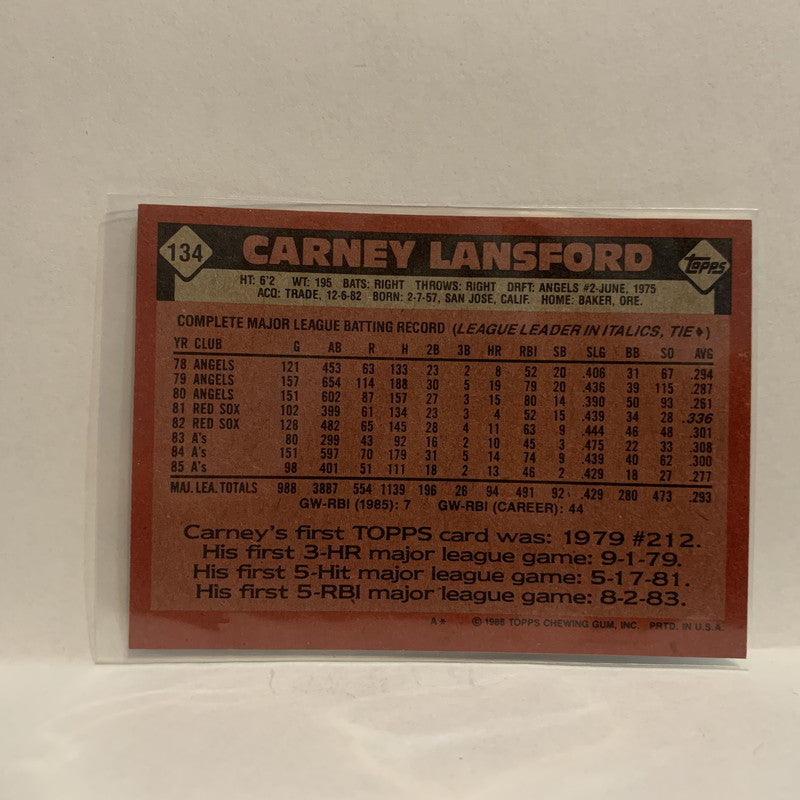 134 CARNEY LANSFORD topps
HT: 6'2 WT: 195 BATS: RIGHT THROWS: RIGHT DRFT: ANGELS #2-JUNE, 1975
ACQ: TRADE, 12-6-82 BORN: 2-7-57, SAN JOSE, CALIF. HOME: BAKER, ORE.
COMPLETE MAJOR LEAGUE BATTING RECORD (LEAGUE LEADER IN ITALICS, TIE♦)
YR CLUB G AB R H 2B 3B HR RBI SB SLG BB SO AVG
78 ANGELS 121 453 63 133 23 2 8 52 20 .406 31 67 .294
79 ANGELS 157 654 114 188 30 5 19 79 20 .436 39 115 .287
80 ANGELS 151 602 87 157 27 3 15 80 14 .390 50 93 .261
81 RED SOX 102 399 61 134 23 3 4 52 15 .439 34 28 .336
82 RED SOX 128 482 65 145 28 4 11 63 9 .444 46 48 .301
83 A's 80 299 43 92 16 2 10 45 3 .475 22 33 .308
84 A's 151 597 70 179 31 5 14 74 9 .439 40 62 .300
85 A's 98 401 51 111 18 2 13 46 2 .429 18 27 .277
MAJ. LEA. TOTALS 988 3887 554 1139 196 26 94 491 92 .429 280 473 .293
GW-RBI (1985): 7 GW-RBI (CAREER): 44
Carney's first TOPPS card was: 1979 #212.
His first 3-HR major league game: 9-1-79.
His first 5-Hit major league game: 5-17-81.
His first 5-RBI major league game: 8-2-83.
A* © 1986 TOPPS CHEWING GUM, INC. PRTD. IN U.S.A.